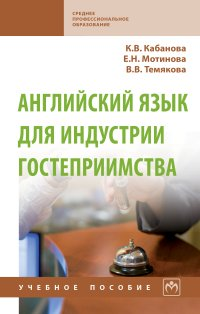 СРЕДНЕЕ
ПРОФЕССИОНАЛЬНОЕ
ОБРАЗОВАНИЕ
К.В. Кабанова
Е.Н. Мотинова
В.В. Темякова
АНГЛИЙСКИЙ ЯЗЫК
ДЛЯ ИНДУСТРИИ
ГОСТЕПРИИМСТВА
УЧЕБНОЕ ПОСОБИЕ